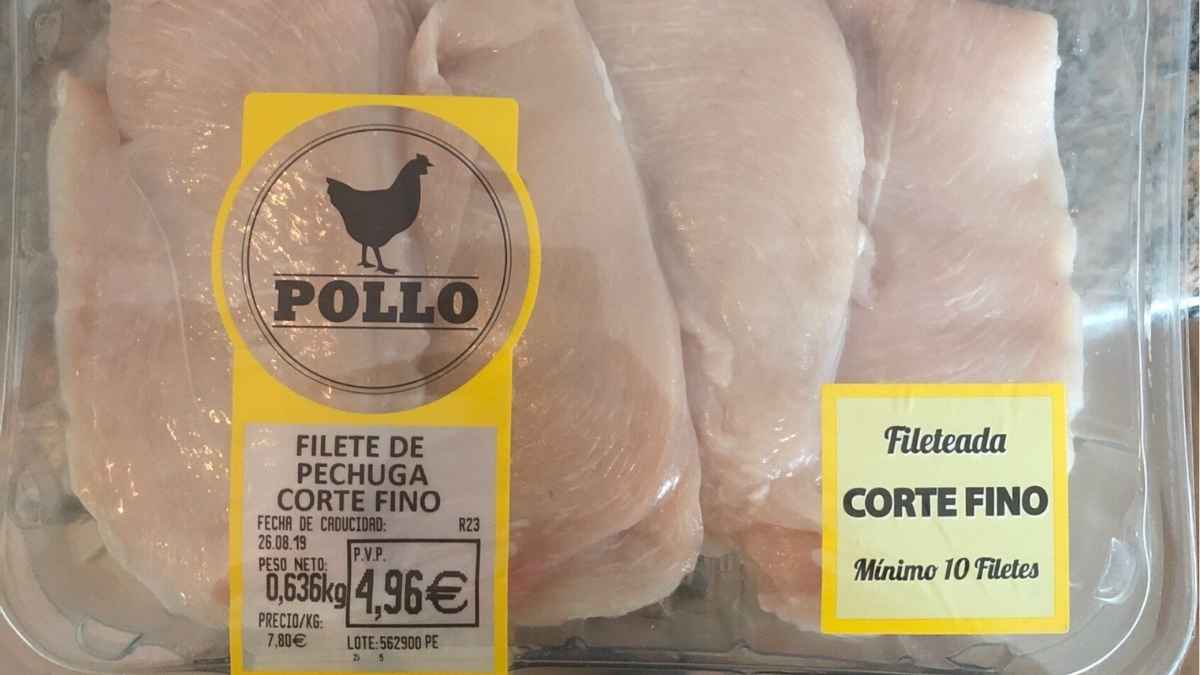 POLLO
FILETE DE
PECHUGA
CORTE FINO
FECHA DE CADUCIDAD: R23
26.08.19
PESO NETO:
0,636kg
P.V.P.
4,96€
PRECIO/KG:
7,80€
LOTE:562900 PE
5
Fileteada
CORTE FINO
Mínimo 10 Filetes